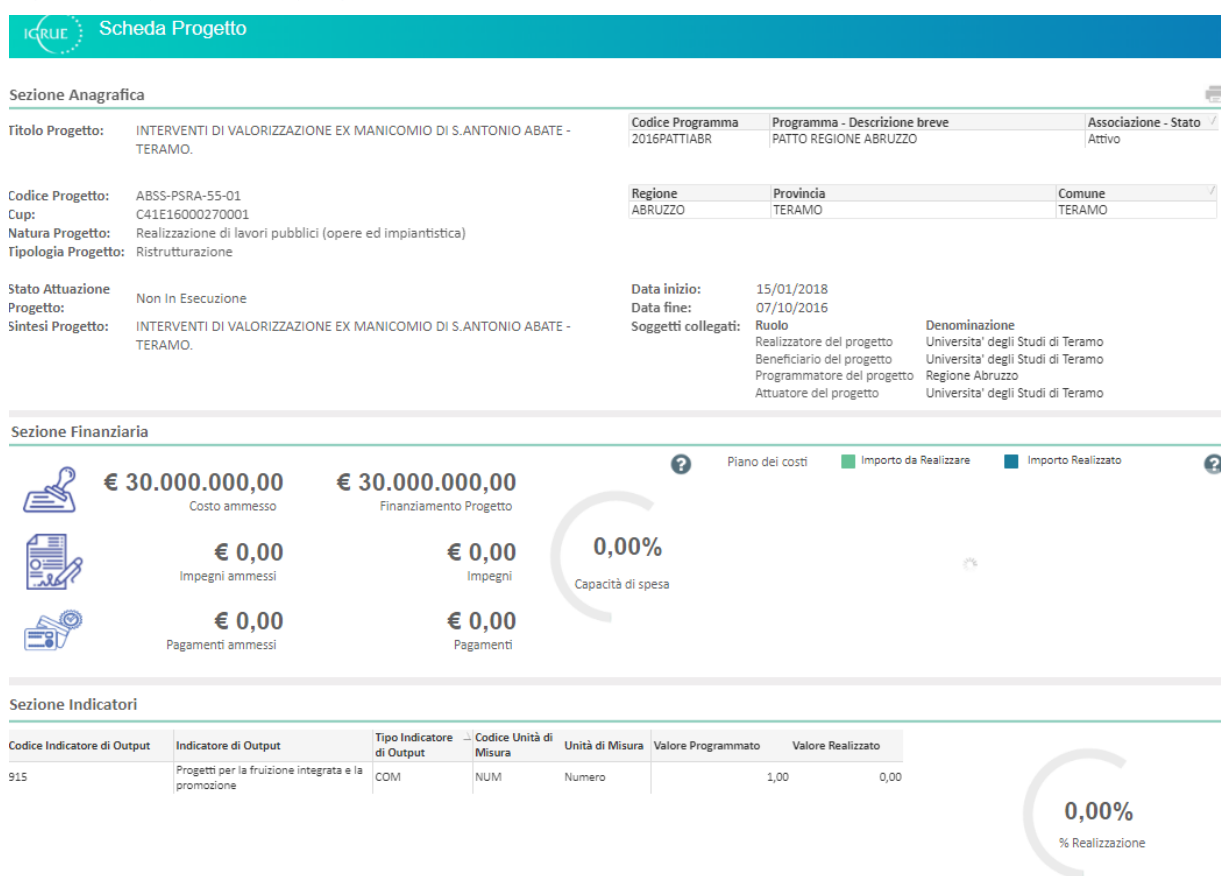 IGRUE
Scheda Progetto
Sezione Anagrafica
Titolo Progetto: INTERVENTI DI VALORIZZAZIONE EX MANICOMIO DI S.ANTONIO ABATE -
TERAMO.
Codice Programma Programma - Descrizione breve Associazione - Stato
2016PATTIABR PATTO REGIONE ABRUZZO Attivo
Codice Progetto: ABSS-PSRA-55-01
Cup: C41E16000270001
Natura Progetto: Realizzazione di lavori pubblici (opere ed impiantistica)
Tipologia Progetto: Ristrutturazione
Regione Provincia Comune
ABRUZZO TERAMO TERAMO
Stato Attuazione
Progetto: Non In Esecuzione
Sintesi Progetto: INTERVENTI DI VALORIZZAZIONE EX MANICOMIO DI S.ANTONIO ABATE -
TERAMO.
Data inizio: 15/01/2018
Data fine: 07/10/2016
Soggetti collegati: Ruolo Denominazione
Realizzatore del progetto Universita' degli Studi di Teramo
Beneficiario del progetto Universita' degli Studi di Teramo
Programmatore del progetto Regione Abruzzo
Attuatore del progetto Universita' degli Studi di Teramo
Sezione Finanziaria
€ 30.000.000,00 € 30.000.000,00
Costo ammesso Finanziamento Progetto
€ 0,00 € 0,00
Impegni ammessi Impegni
€ 0,00 € 0,00
Pagamenti ammessi Pagamenti
?
0,00%
Capacità di spesa
Piano dei costi Importo da Realizzare Importo Realizzato ?
Sezione Indicatori
Codice Indicatore di Output Indicatore di Output Tipo Indicatore di Output Codice Unità di Misura Unità di Misura Valore Programmato Valore Realizzato
915 Progetti per la fruizione integrata e la promozione COM NUM Numero 1,00 0,00
0,00%
% Realizzazione